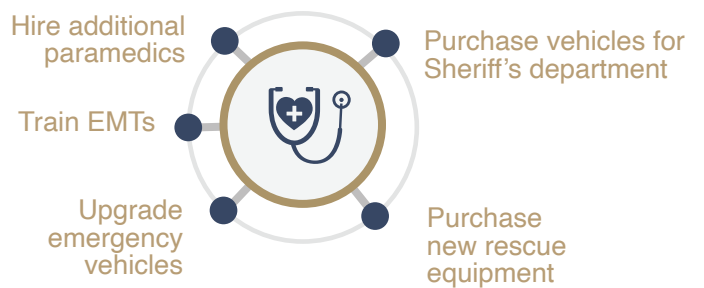 Hire additional
paramedics
Purchase vehicles for
Sheriff's department
Train EMTs
Upgrade
emergency
vehicles
Purchase
new rescue
equipment